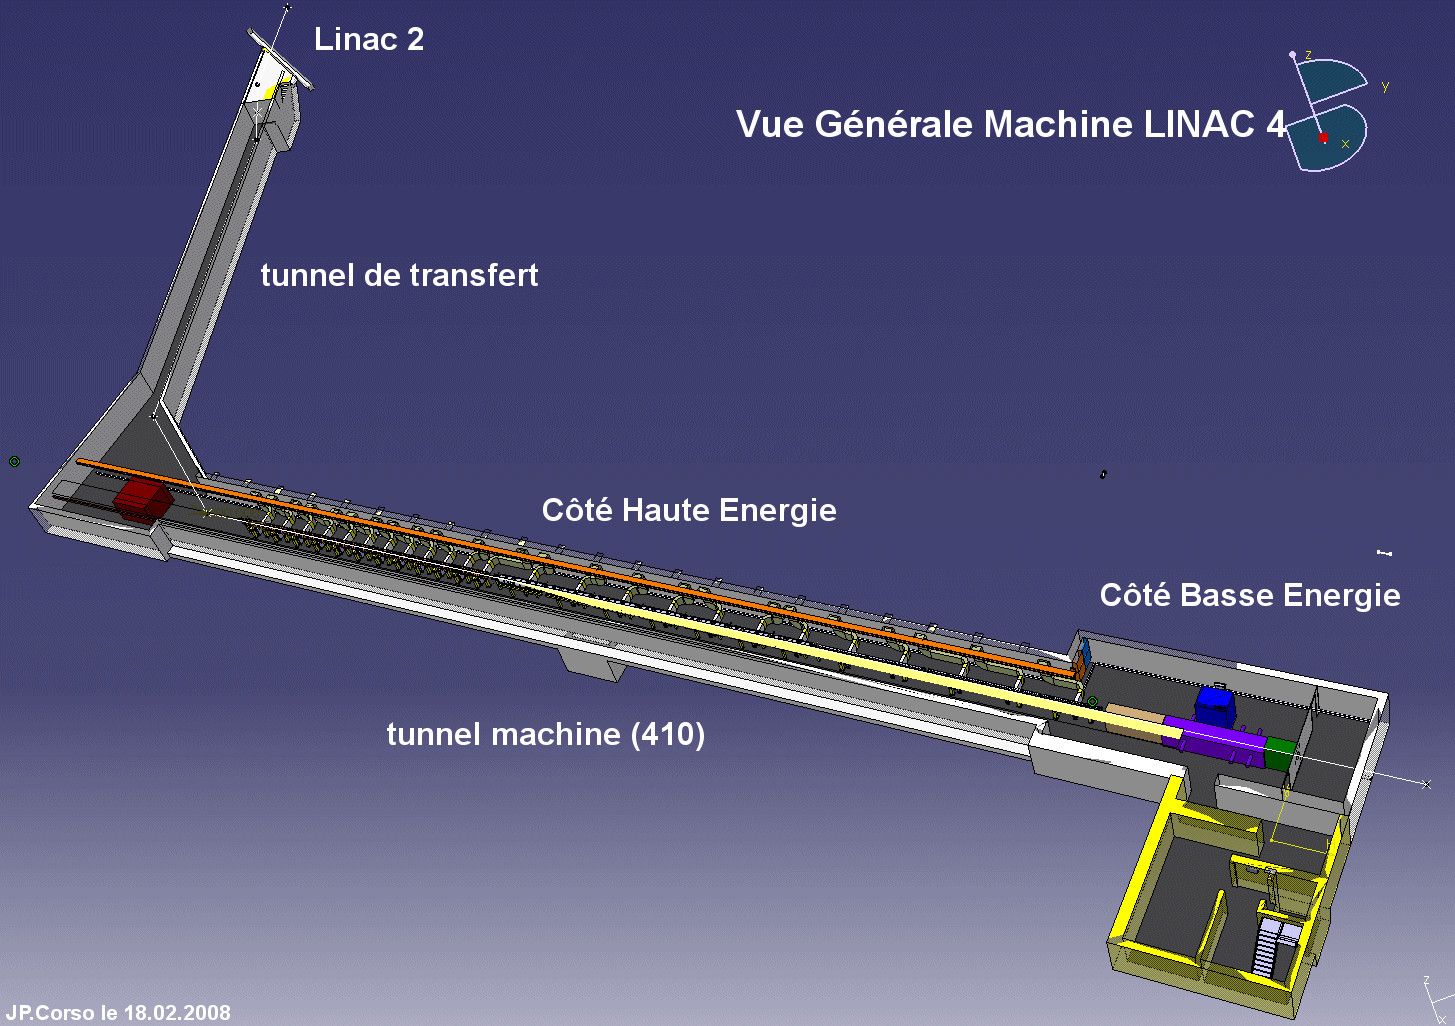 Linac 2
z
y
Vue Générale Machine LINAC 4
x
tunnel de transfert
Côté Haute Energie
Côté Basse Energie
tunnel machine (410)
z
x
JP.Corso le 18.02.2008